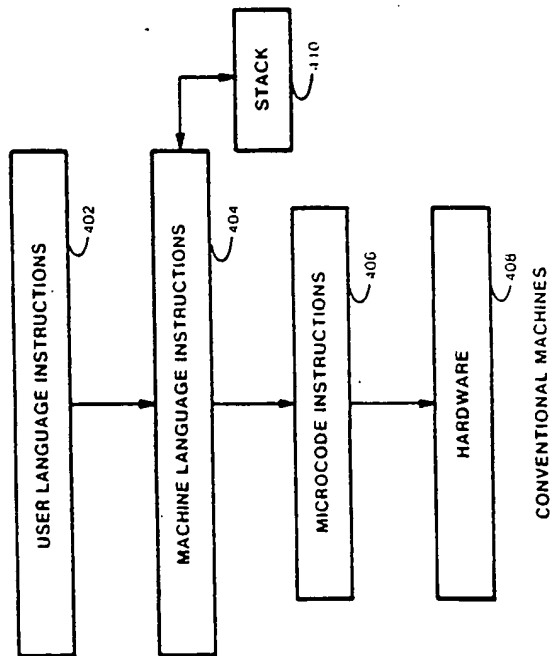 USER LANGUAGE INSTRUCTIONS
402
MACHINE LANGUAGE INSTRUCTIONS
404
STACK
410
MICROCODE INSTRUCTIONS
406
HARDWARE
408
CONVENTIONAL MACHINES